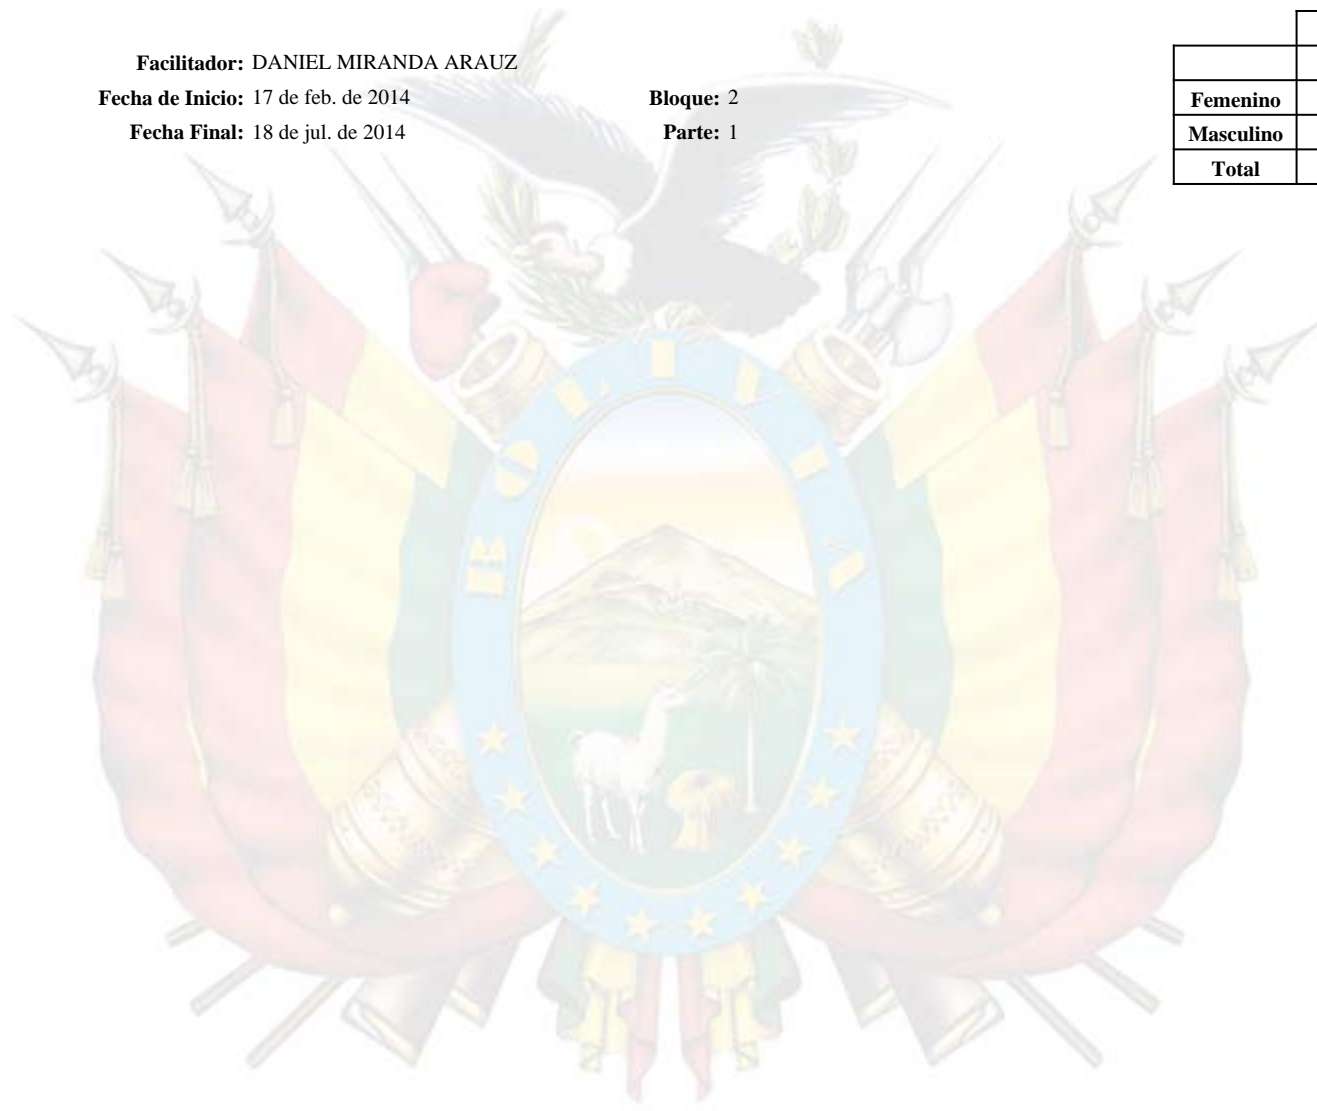 Facilitador: DANIEL MIRANDA ARAUZ
Fecha de Inicio: 17 de feb. de 2014 Bloque: 2
Fecha Final: 18 de jul. de 2014 Parte: 1
Femenino
Masculino
Total
BOLIVIA